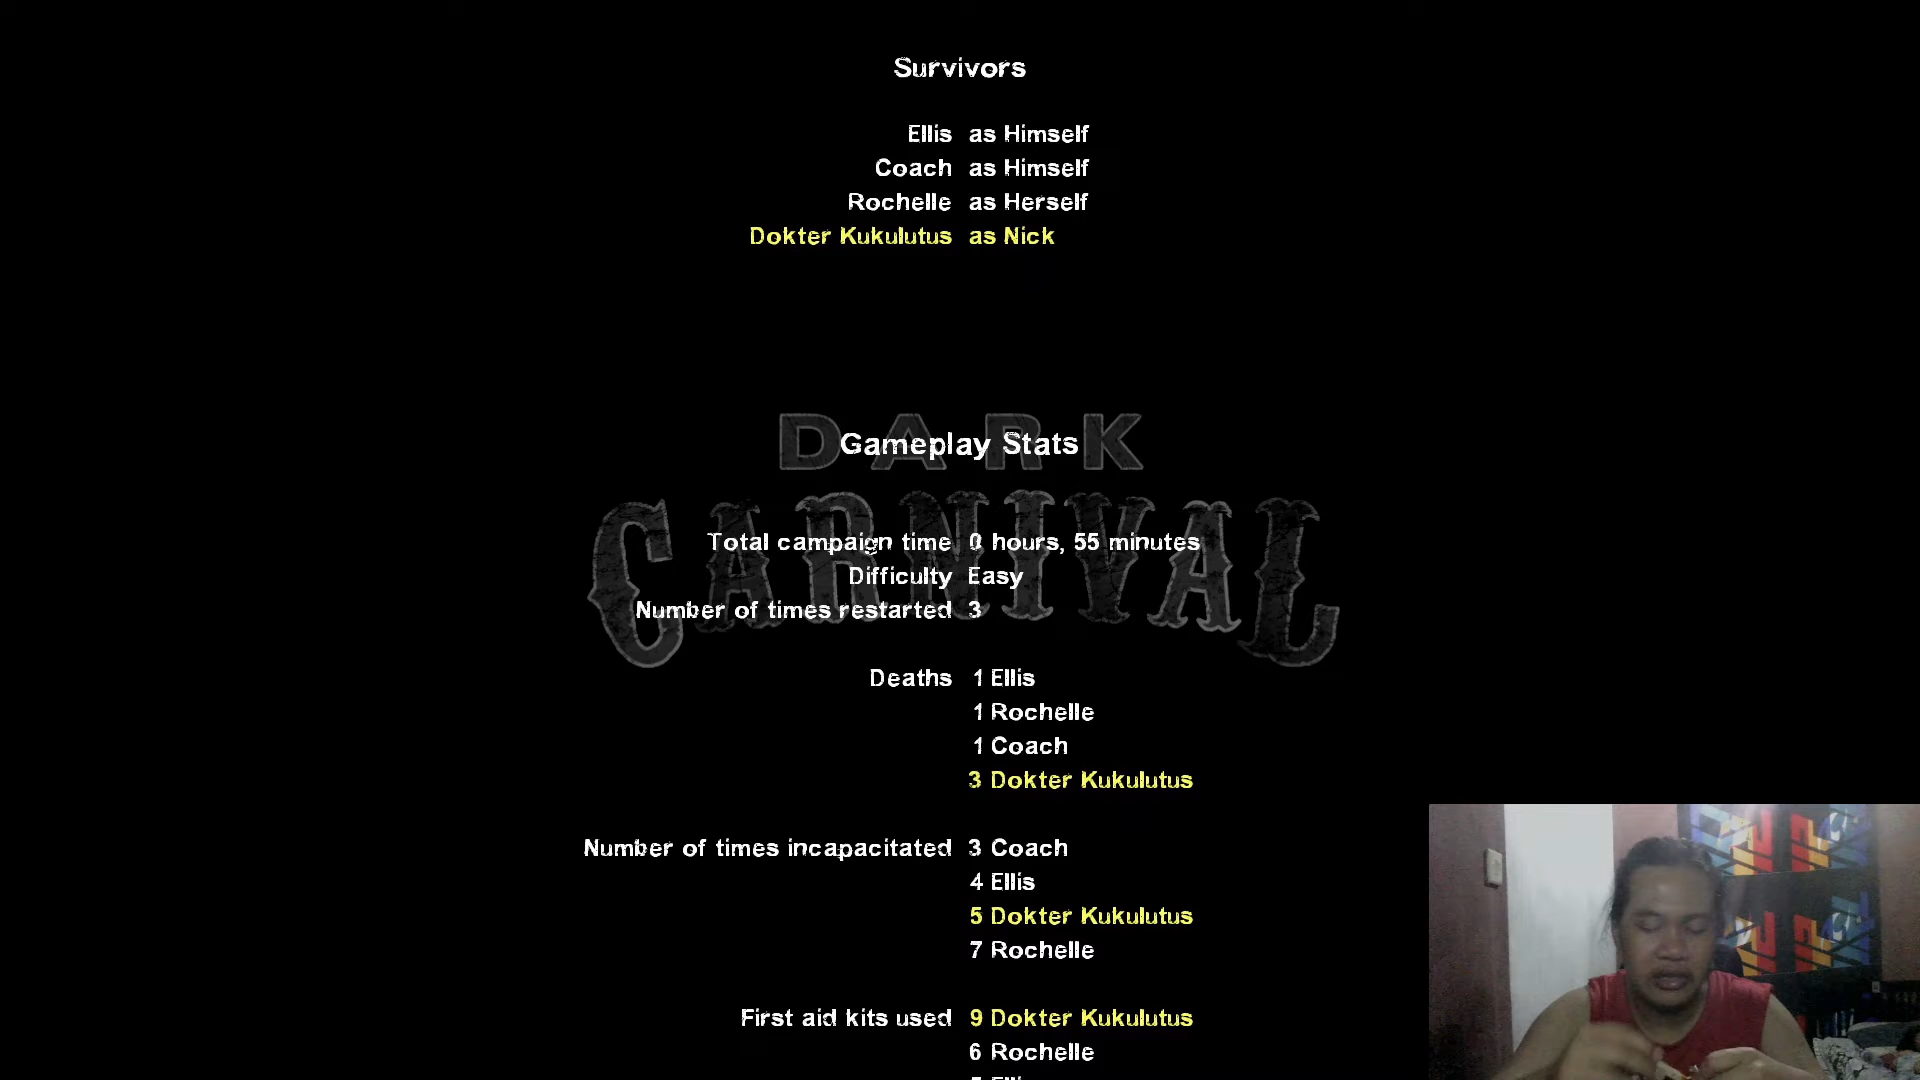 Survivors
Ellis as Himself
Coach as Himself
Rochelle as Herself
Dokter Kukulutus as Nick
DARK
Gameplay Stats
CARNIVAL
Total campaign time 0 hours, 55 minutes
Difficulty Easy
Number of times restarted 3
Deaths 1 Ellis
1 Rochelle
1 Coach
3 Dokter Kukulutus
Number of times incapacitated 3 Coach
4 Ellis
5 Dokter Kukulutus
7 Rochelle
First aid kits used 9 Dokter Kukulutus
6 Rochelle